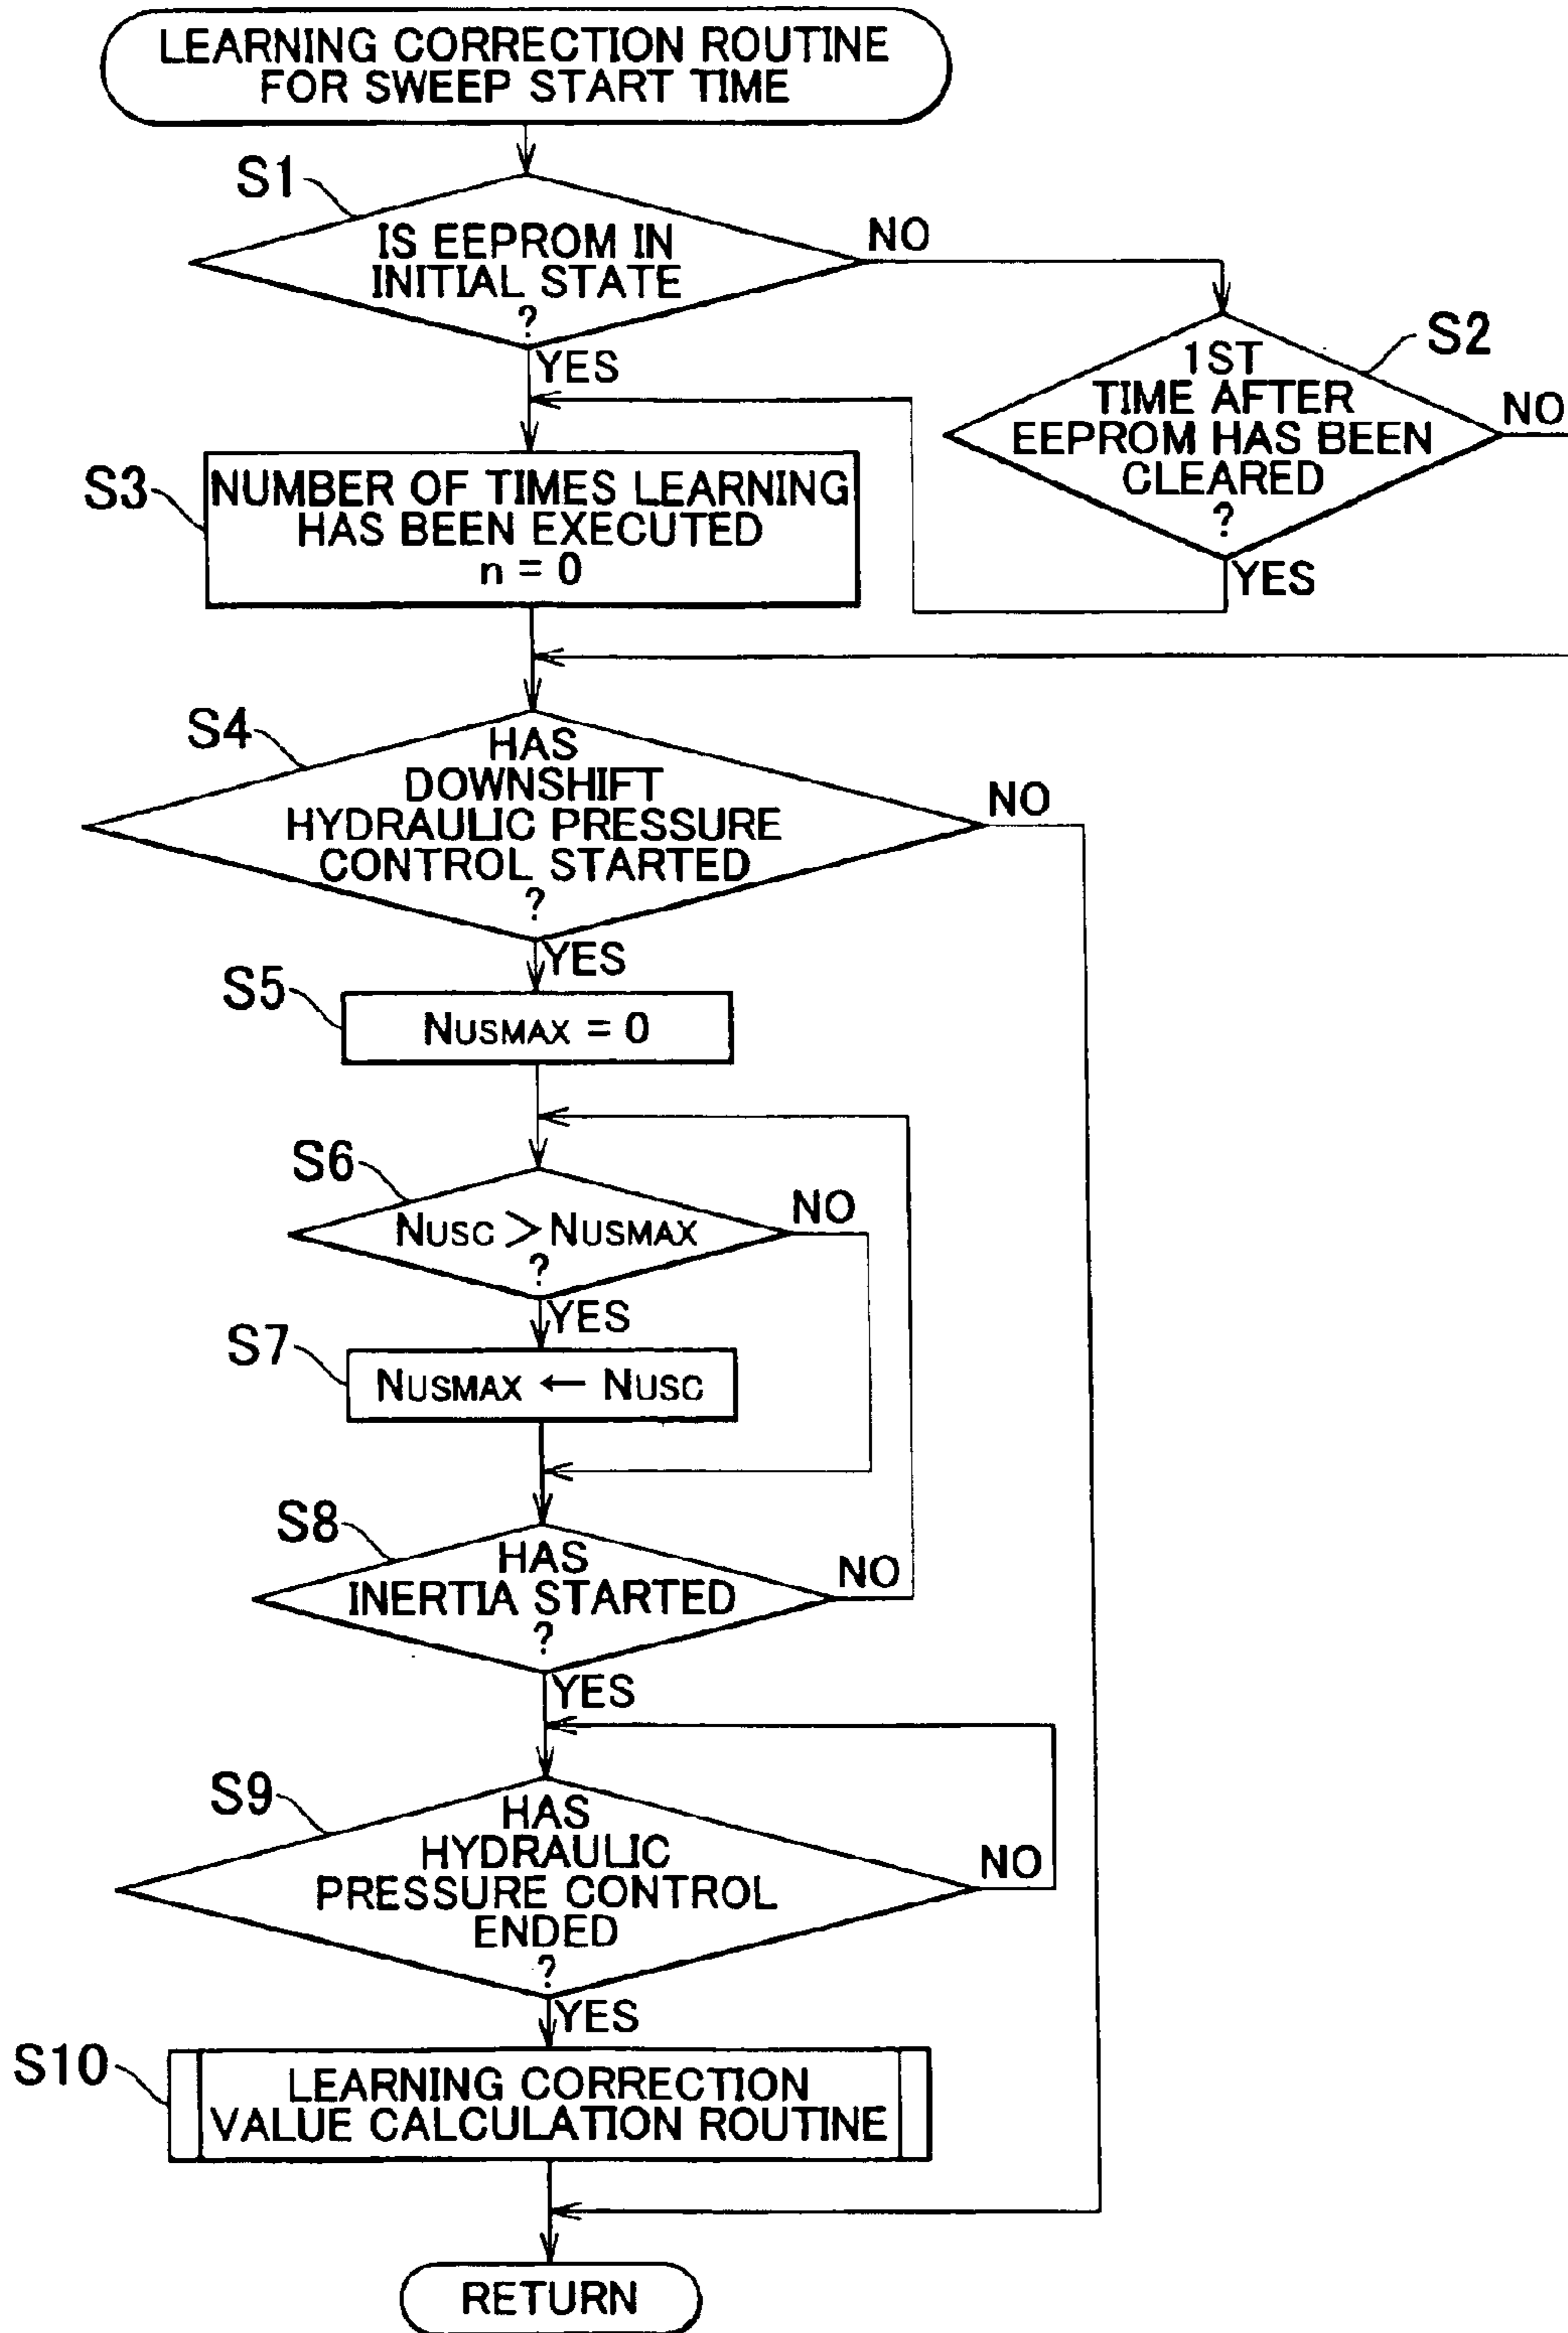 LEARNING CORRECTION ROUTINE
FOR SWEEP START TIME
S1
IS EEPROM IN
INITIAL STATE
?
NO
YES
S2
1ST
TIME AFTER
EEPROM HAS BEEN
CLEARED
?
NO
YES
S3
NUMBER OF TIMES LEARNING
HAS BEEN EXECUTED
n = 0
S4
HAS
DOWNSHIFT
HYDRAULIC PRESSURE
CONTROL STARTED
?
NO
YES
S5
NUSMAX = 0
S6
NUSC > NUSMAX
?
NO
YES
S7
NUSMAX ← NUSC
S8
HAS
INERTIA STARTED
?
NO
YES
S9
HAS
HYDRAULIC
PRESSURE CONTROL
ENDED
?
NO
YES
S10
LEARNING CORRECTION
VALUE CALCULATION ROUTINE
RETURN